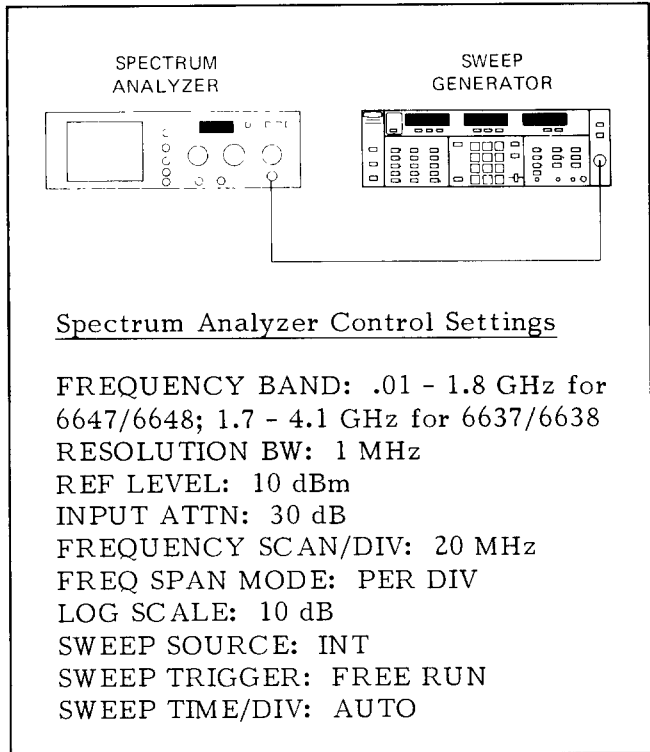 SPECTRUM
ANALYZER
SWEEP
GENERATOR
Spectrum Analyzer Control Settings
FREQUENCY BAND: .01 - 1.8 GHz for
6647/6648; 1.7 - 4.1 GHz for 6637/6638
RESOLUTION BW: 1 MHz
REF LEVEL: 10 dBm
INPUT ATTN: 30 dB
FREQUENCY SCAN/DIV: 20 MHz
FREQ SPAN MODE: PER DIV
LOG SCALE: 10 dB
SWEEP SOURCE: INT
SWEEP TRIGGER: FREE RUN
SWEEP TIME/DIV: AUTO